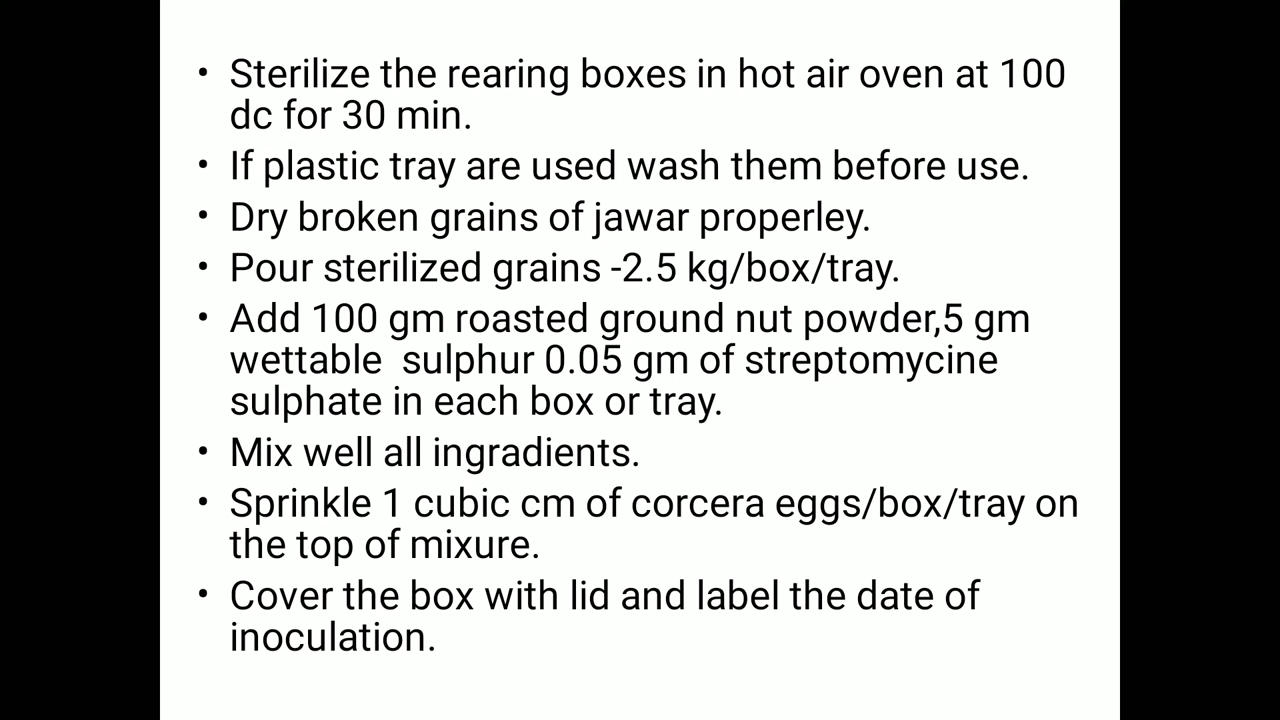 • Sterilize the rearing boxes in hot air oven at 100
dc for 30 min.
• If plastic tray are used wash them before use.
• Dry broken grains of jawar properley.
• Pour sterilized grains -2.5 kg/box/tray.
• Add 100 gm roasted ground nut powder,5 gm
wettable  sulphur 0.05 gm of streptomycine
sulphate in each box or tray.
• Mix well all ingradients.
• Sprinkle 1 cubic cm of corcera eggs/box/tray on
the top of mixure.
• Cover the box with lid and label the date of
inoculation.